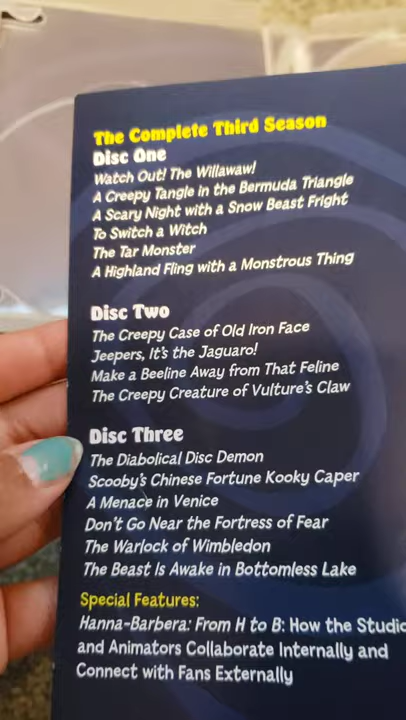 The Complete Third Season
Disc One
Watch Out! The Willawaw!
A Creepy Tangle in the Bermuda Triangle
A Scary Night with a Snow Beast Fright
To Switch a Witch
The Tar Monster
A Highland Fling with a Monstrous Thing
Disc Two
The Creepy Case of Old Iron Face
Jeepers, It's the Jaguaro!
Make a Beeline Away from That Feline
The Creepy Creature of Vulture's Claw
Disc Three
The Diabolical Disc Demon
Scooby's Chinese Fortune Kooky Caper
A Menace in Venice
Don't Go Near the Fortress of Fear
The Warlock of Wimbledon
The Beast Is Awake in Bottomless Lake
Special Features:
Hanna-Barbera: From H to B: How the Studio
and Animators Collaborate Internally and
Connect with Fans Externally